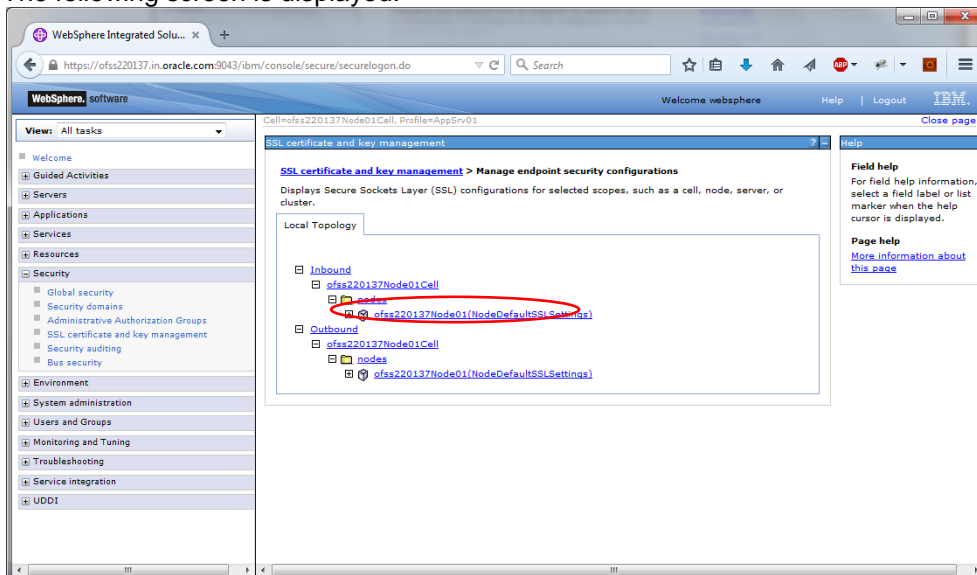 The following screen is displayed:
WebSphere Integrated Solu... × +
https://ofss220137.in.oracle.com:9043/ibm/console/secure/securelogon.do
Search
ABP
WebSphere. software
Welcome websphere
Help | Logout
IBM.
View: All tasks
Cell=ofss220137Node01Cell, Profile=AppSrv01
Close page
Welcome
Guided Activities
Servers
Applications
Services
Resources
Security
Global security
Security domains
Administrative Authorization Groups
SSL certificate and key management
Security auditing
Bus security
Environment
System administration
Users and Groups
Monitoring and Tuning
Troubleshooting
Service integration
UDDI
SSL certificate and key management ? –
SSL certificate and key management > Manage endpoint security configurations
Displays Secure Sockets Layer (SSL) configurations for selected scopes, such as a cell, node, server, or
cluster.
Local Topology
Inbound
ofss220137Node01Cell
nodes
ofss220137Node01(NodeDefaultSSLSettings)
Outbound
ofss220137Node01Cell
nodes
ofss220137Node01(NodeDefaultSSLSettings)
Help
Field help
For field help information,
select a field label or list
marker when the help
cursor is displayed.
Page help
More information about
this page